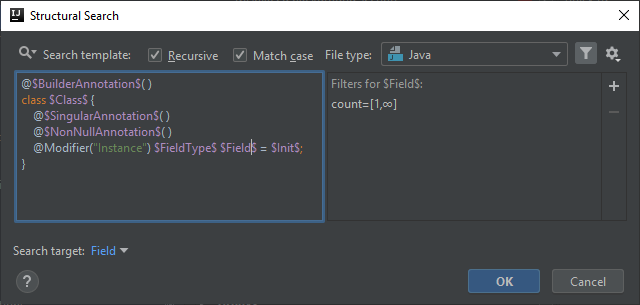 Structural Search
Search template: Recursive Match case File type: Java
@$BuilderAnnotation$( )
class $Class$ {
@$SingularAnnotation$( )
@$NonNullAnnotation$( )
@Modifier("Instance") $FieldType$ $Field$ = $Init$;
}
Filters for $Field$:
count=[1,∞]
Search target: Field
? OK Cancel